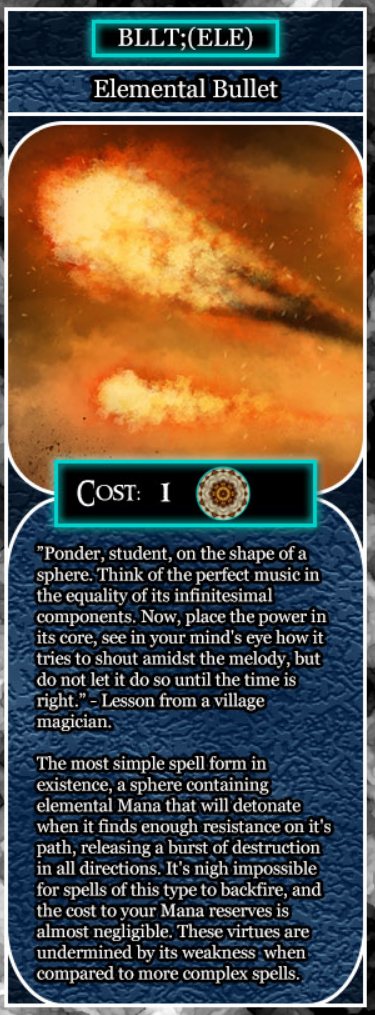 BLLT;(ELE)
Elemental Bullet
Cost: 1
"Ponder, student, on the shape of a
sphere. Think of the perfect music in
the equality of its infinitesimal
components. Now, place the power in
its core, see in your mind's eye how it
tries to shout amidst the melody, but
do not let it do so until the time is
right." - Lesson from a village
magician.
The most simple spell form in
existence, a sphere containing
elemental Mana that will detonate
when it finds enough resistance on it's
path, releasing a burst of destruction
in all directions. It's nigh impossible
for spells of this type to backfire, and
the cost to your Mana reserves is
almost negligible. These virtues are
undermined by its weakness when
compared to more complex spells.